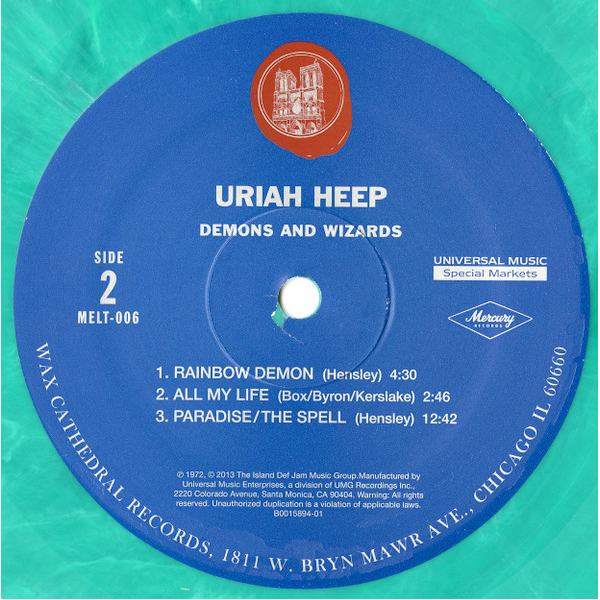 URIAH HEEP
DEMONS AND WIZARDS
SIDE
2
MELT-006
UNIVERSAL MUSIC
Special Markets
Mercury
RECORDS
1. RAINBOW DEMON (Hensley) 4:30
2. ALL MY LIFE (Box/Byron/Kerslake) 2:46
3. PARADISE/THE SPELL (Hensley) 12:42
℗ 1972, © 2013 The Island Def Jam Music Group.Manufactured by
Universal Music Enterprises, a division of UMG Recordings Inc.,
2220 Colorado Avenue, Santa Monica, CA 90404. Warning: All rights
reserved. Unauthorized duplication is a violation of applicable laws.
B0015894-01
WAX CATHEDRAL RECORDS, 1811 W. BRYN MAWR AVE., CHICAGO IL 60660